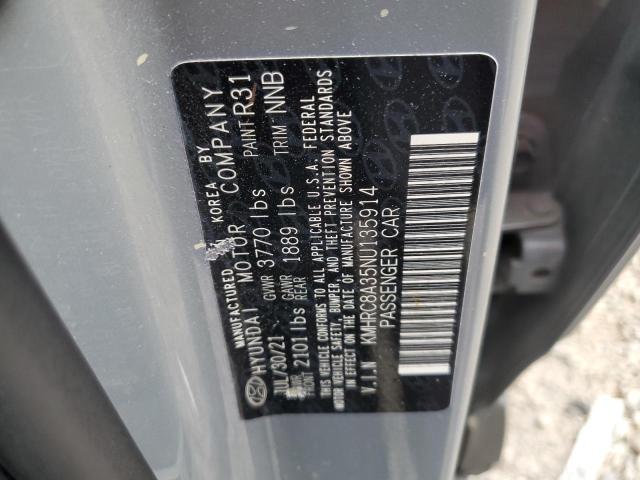 MANUFACTURED IN KOREA BY
HYUNDAI MOTOR COMPANY
JUL/30/21 GVWR 3770 lbs PAINT R31
GAWR FRONT 2101lbs GAWR REAR 1889 lbs TRIM NNB
THIS VEHICLE CONFORMS TO ALL APPLICABLE U.S.A. FEDERAL
MOTOR VEHICLE SAFETY, BUMPER, AND THEFT PREVENTION STANDARDS
IN EFFECT ON THE DATE OF MANUFACTURE SHOWN ABOVE
V.I.N KMHRC8A35NU135914
PASSENGER CAR